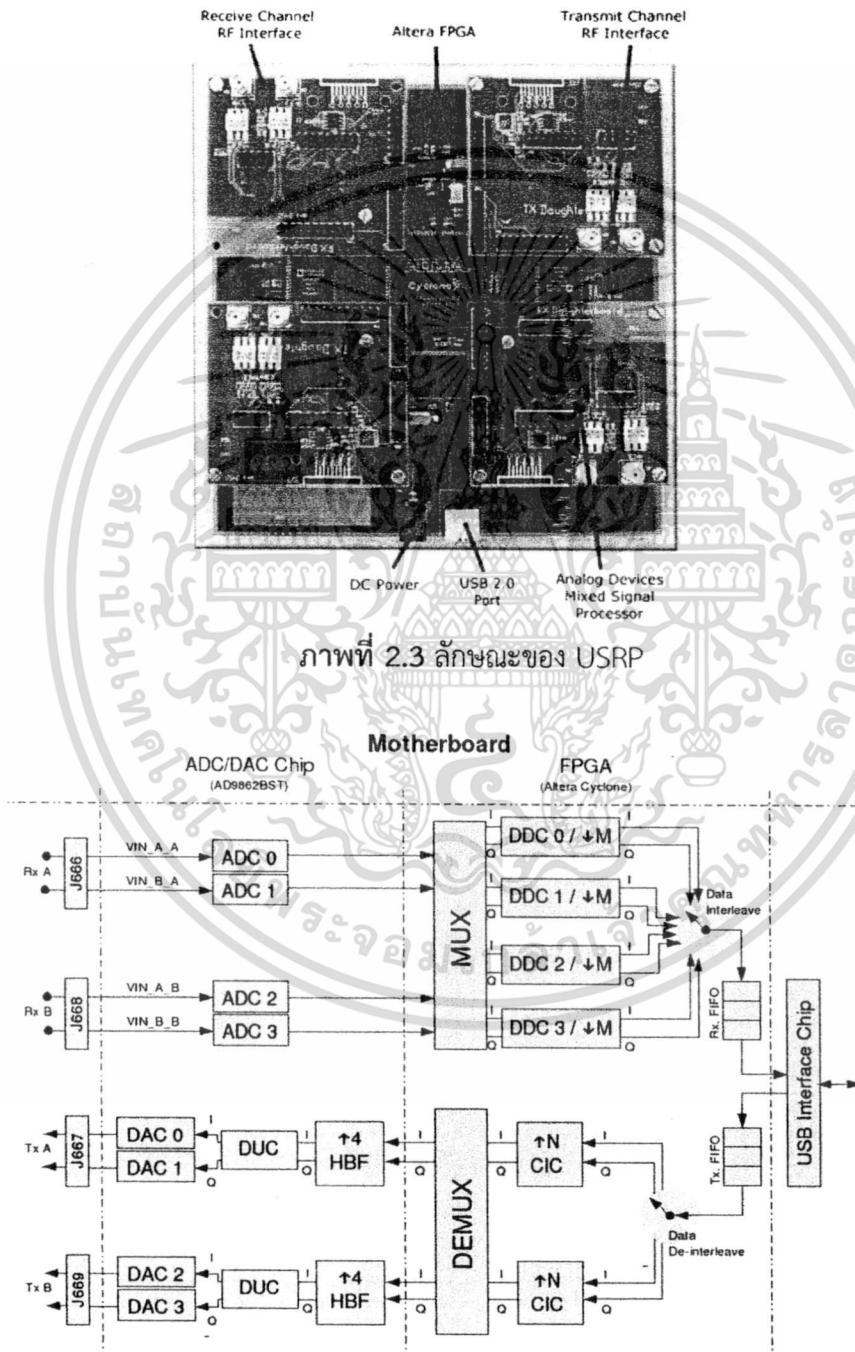 Receive Channel
RF Interface
Altera FPGA
Transmit Channel
RF Interface
TX Daughter
Cyclone
TX Daughter
DC Power
USB 2.0
Port
Analog Devices
Mixed Signal
Processor
ภาพที่ 2.3 ลักษณะของ USRP
Motherboard
ADC/DAC Chip
(AD9862BST)
FPGA
(Altera Cyclone)
Rx A
J666
VIN_A_A
VIN_B_A
ADC 0
ADC 1
Rx B
J668
VIN_A_B
VIN_B_B
ADC 2
ADC 3
MUX
I
DDC 0 / ↓M
I
Q
Q
I
DDC 1 / ↓M
I
Q
Q
I
DDC 2 / ↓M
I
Q
Q
I
DDC 3 / ↓M
I
Q
Q
Data
Interleave
Rx. FIFO
USB Interface Chip
Tx A
J667
DAC 0
DAC 1
I
Q
DUC
I
Q
↑4
HBF
I
Q
DEMUX
I
Q
↑N
CIC
I
Q
Tx. FIFO
Data
De-interleave
Tx B
J669
DAC 2
DAC 3
I
Q
DUC
I
Q
↑4
HBF
I
Q
I
Q
↑N
CIC
I
Q